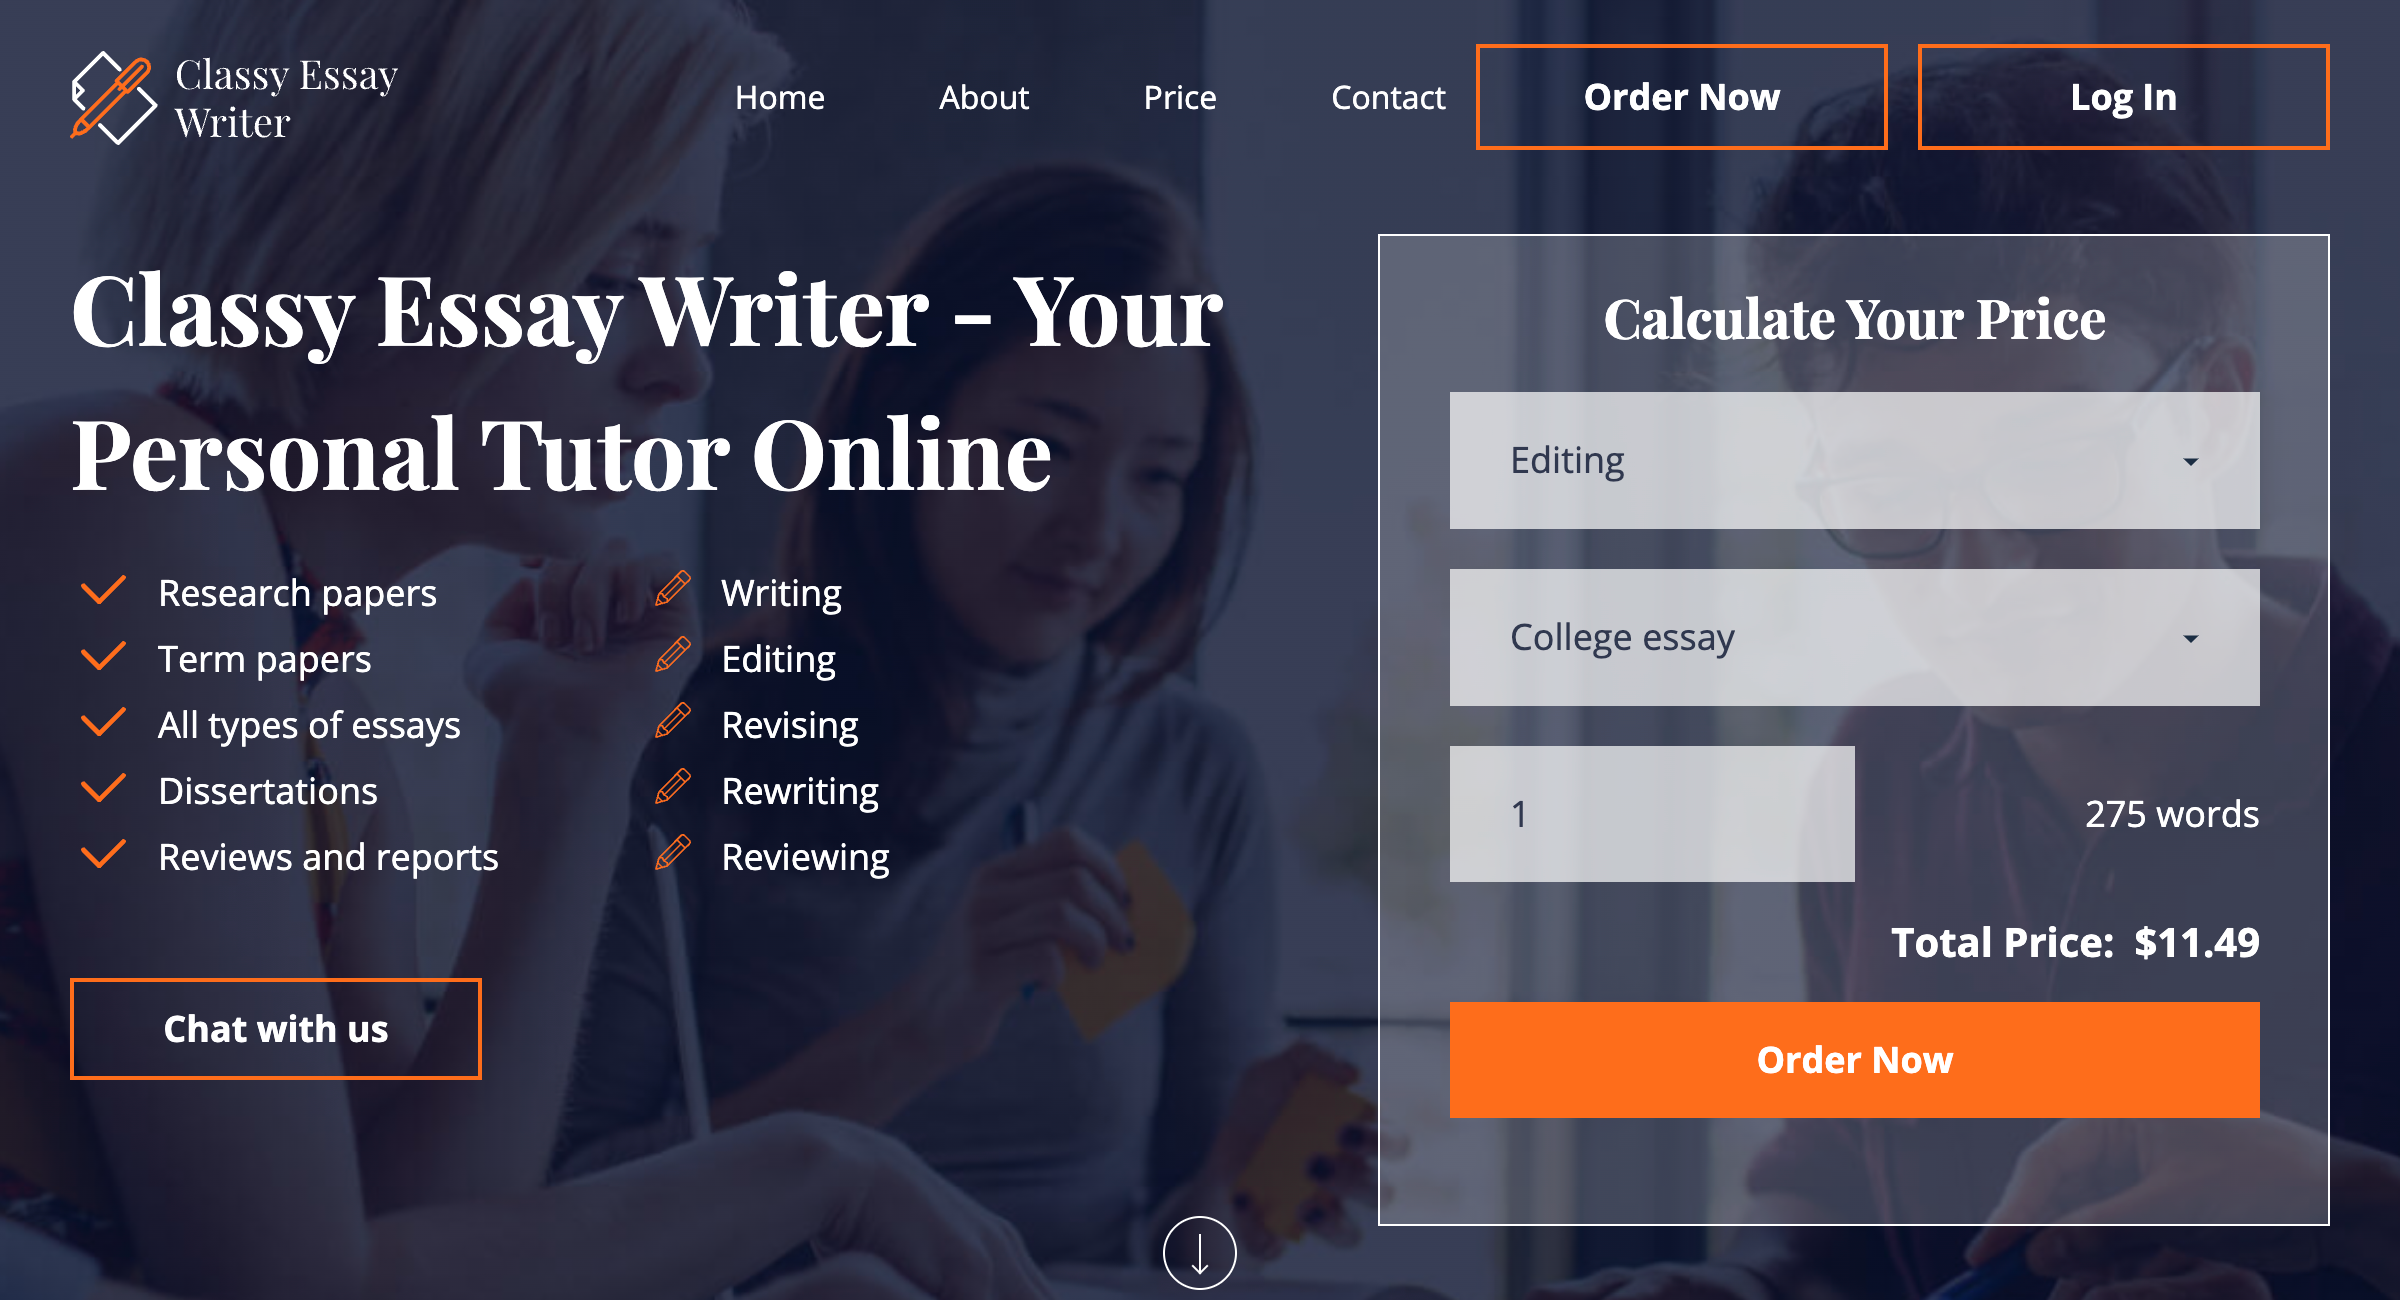 Classy Essay
Writer
Home
About
Price
Contact
Order Now
Log In
Classy Essay Writer – Your
Personal Tutor Online
Research papers
Term papers
All types of essays
Dissertations
Reviews and reports
Writing
Editing
Revising
Rewriting
Reviewing
Chat with us
Calculate Your Price
Editing
College essay
1
275 words
Total Price: $11.49
Order Now